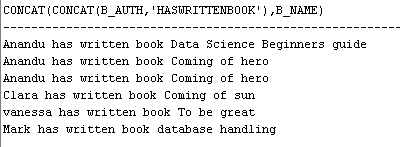 CONCAT(CONCAT(B_AUTH,'HASWRITTENBOOK'),B_NAME)
--------------------------------------------------------------------------------
Anandu has written book Data Science Beginners guide
Anandu has written book Coming of hero
Anandu has written book Coming of hero
Clara has written book Coming of sun
vanessa has written book To be great
Mark has written book database handling